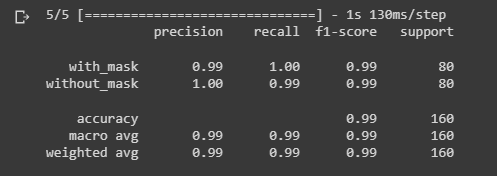 5/5 [==============================] - 1s 130ms/step
precision recall f1-score support
with_mask 0.99 1.00 0.99 80
without_mask 1.00 0.99 0.99 80
accuracy 0.99 160
macro avg 0.99 0.99 0.99 160
weighted avg 0.99 0.99 0.99 160